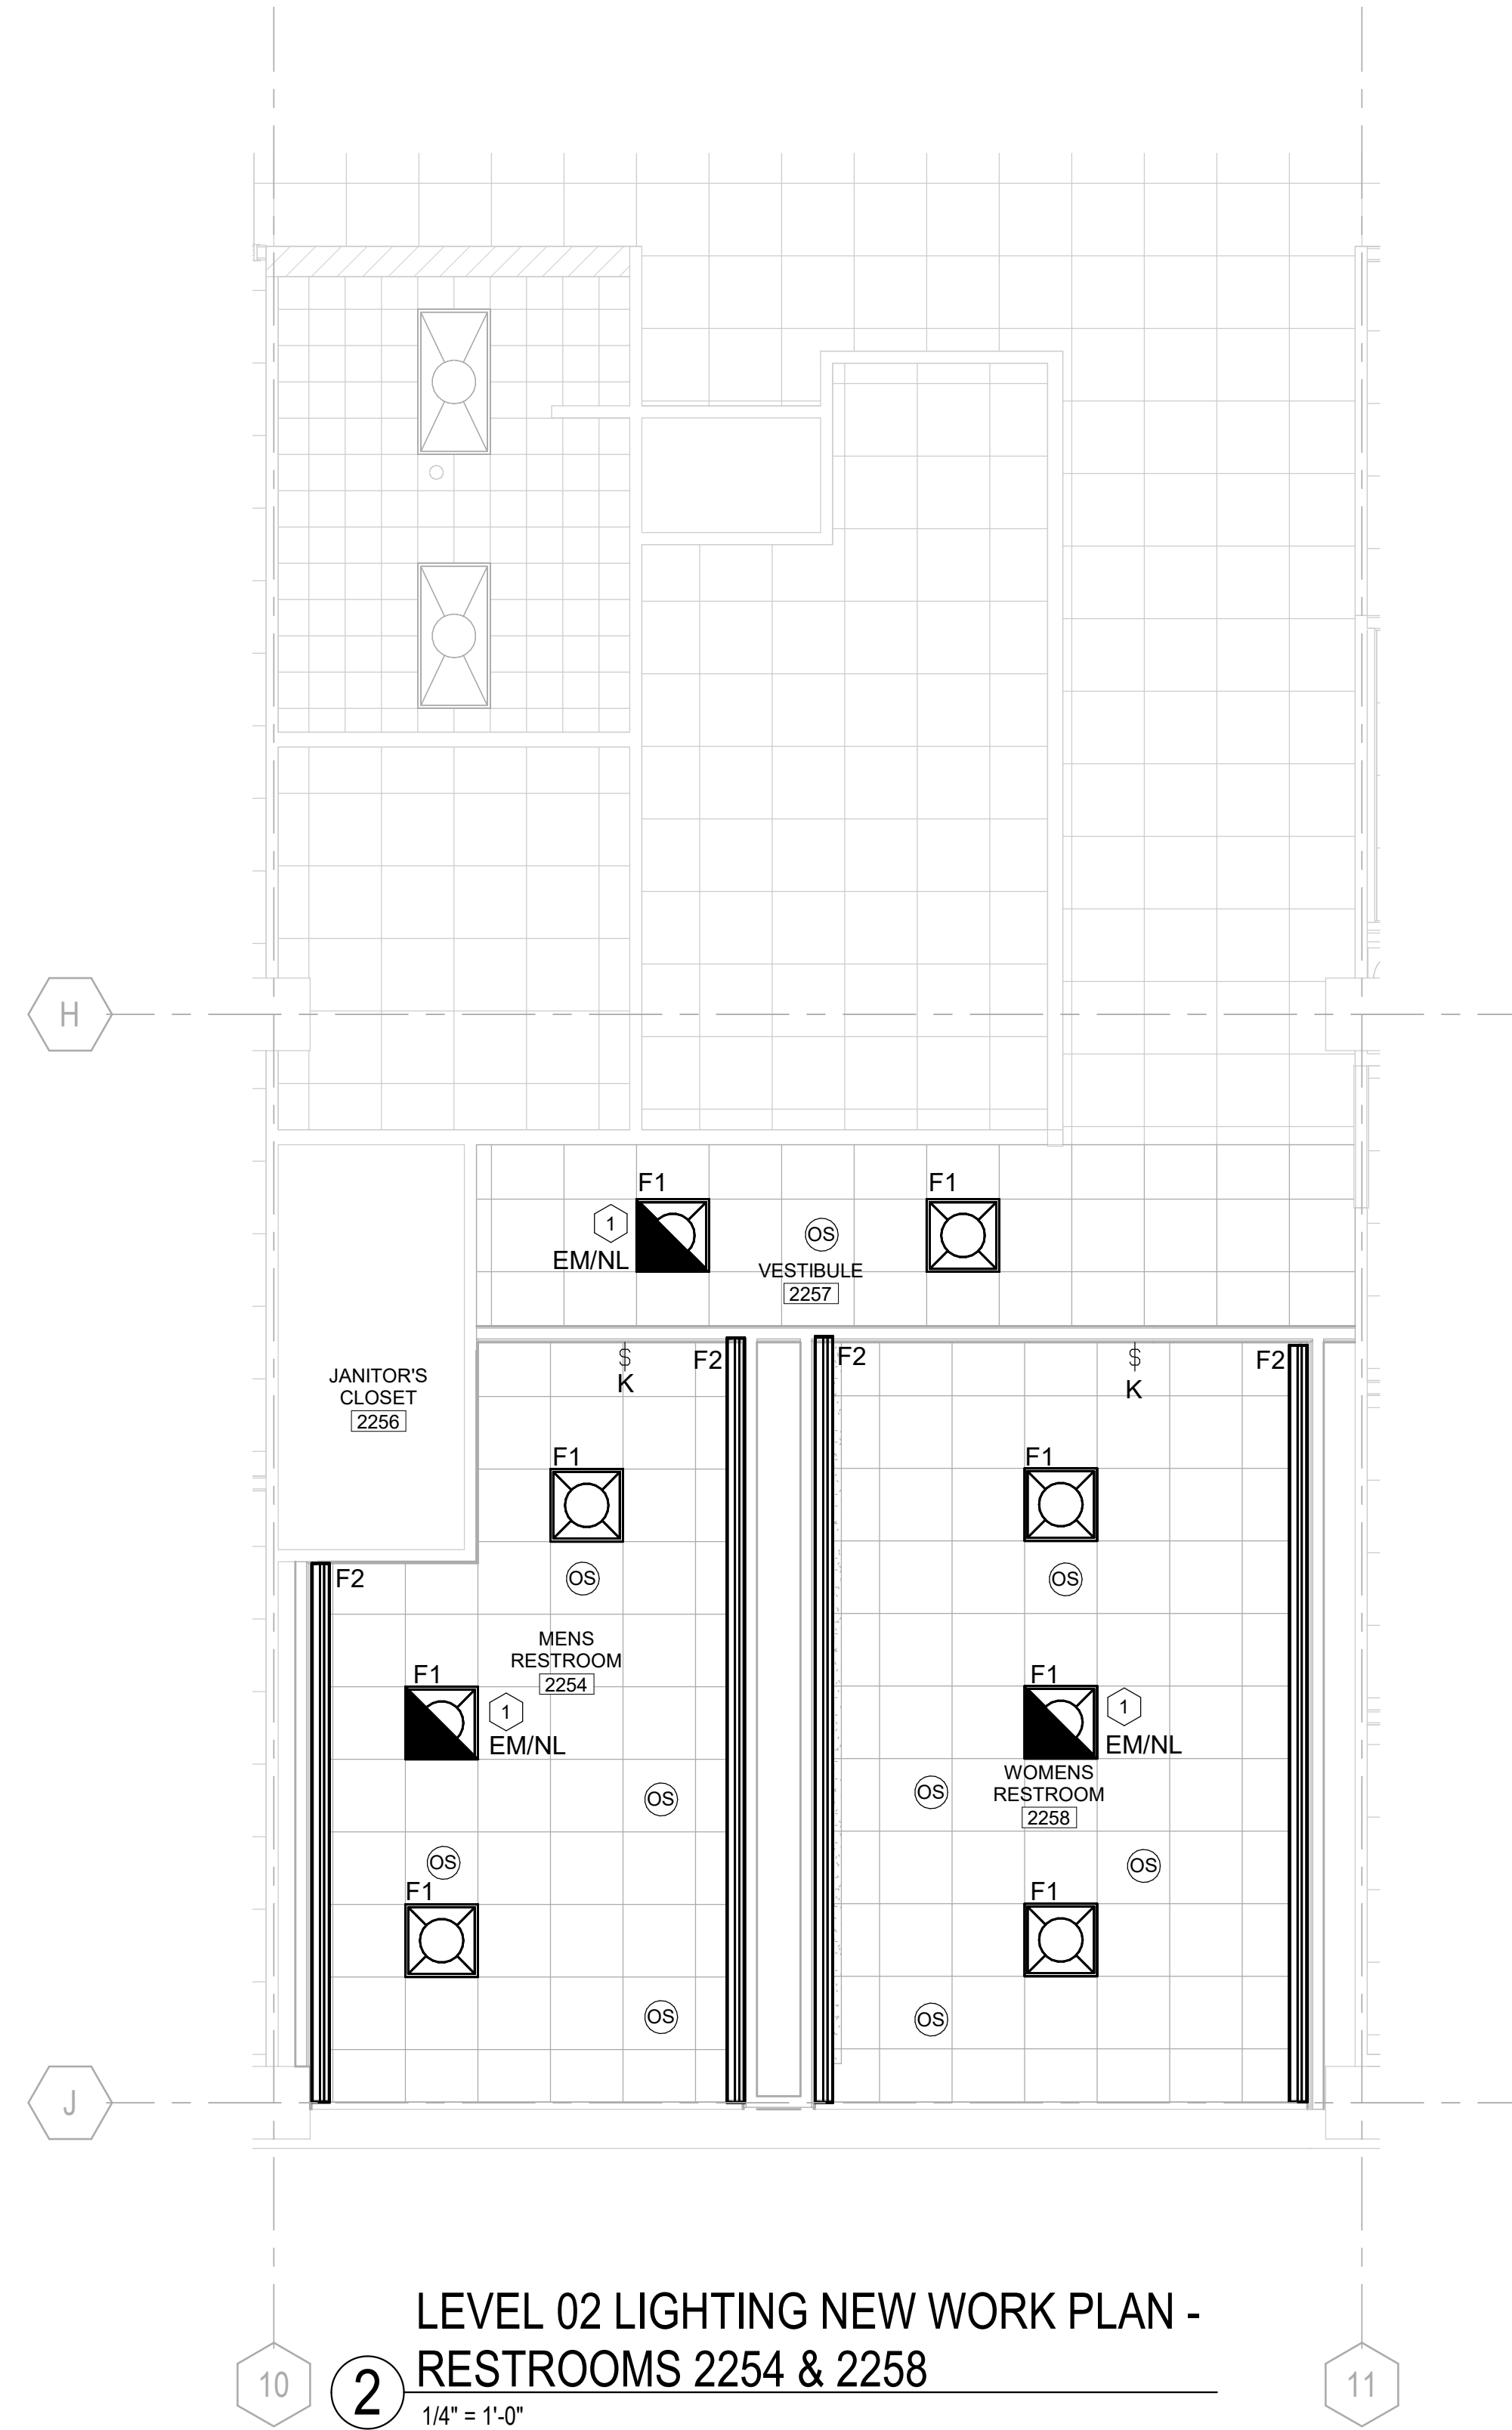 H
F1
F1
1
EM/NL
OS
VESTIBULE
2257
F2
F2
F2
$
K
$
K
JANITOR'S
CLOSET
2256
F1
F1
OS
OS
F2
MENS
RESTROOM
2254
F1
1
EM/NL
F1
1
EM/NL
WOMENS
RESTROOM
2258
OS
OS
OS
OS
F1
F1
OS
OS
J
LEVEL 02 LIGHTING NEW WORK PLAN -
RESTROOMS 2254 & 2258
10
2
11
1/4" = 1'-0"